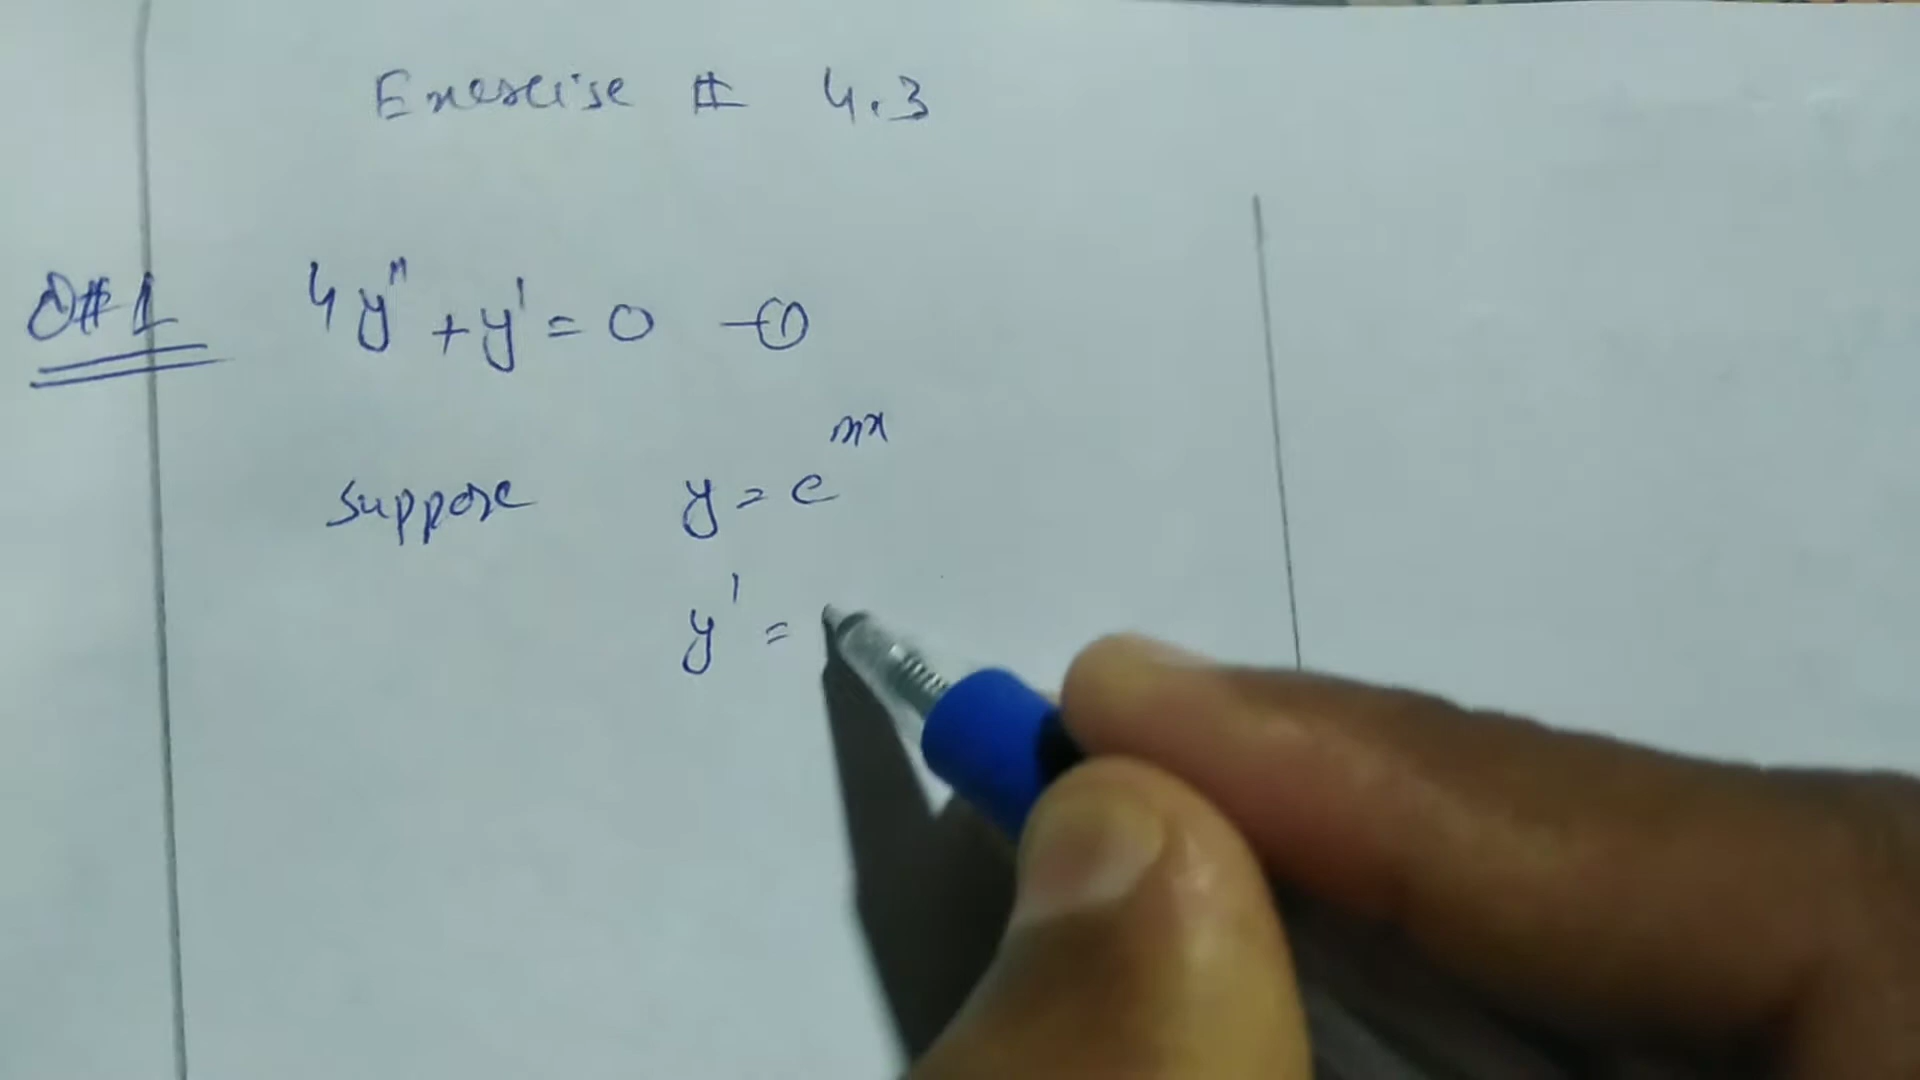 Exercise # 4.3
Q#1 4y" + y' = 0 —①
Suppose y = e^mx
y' =